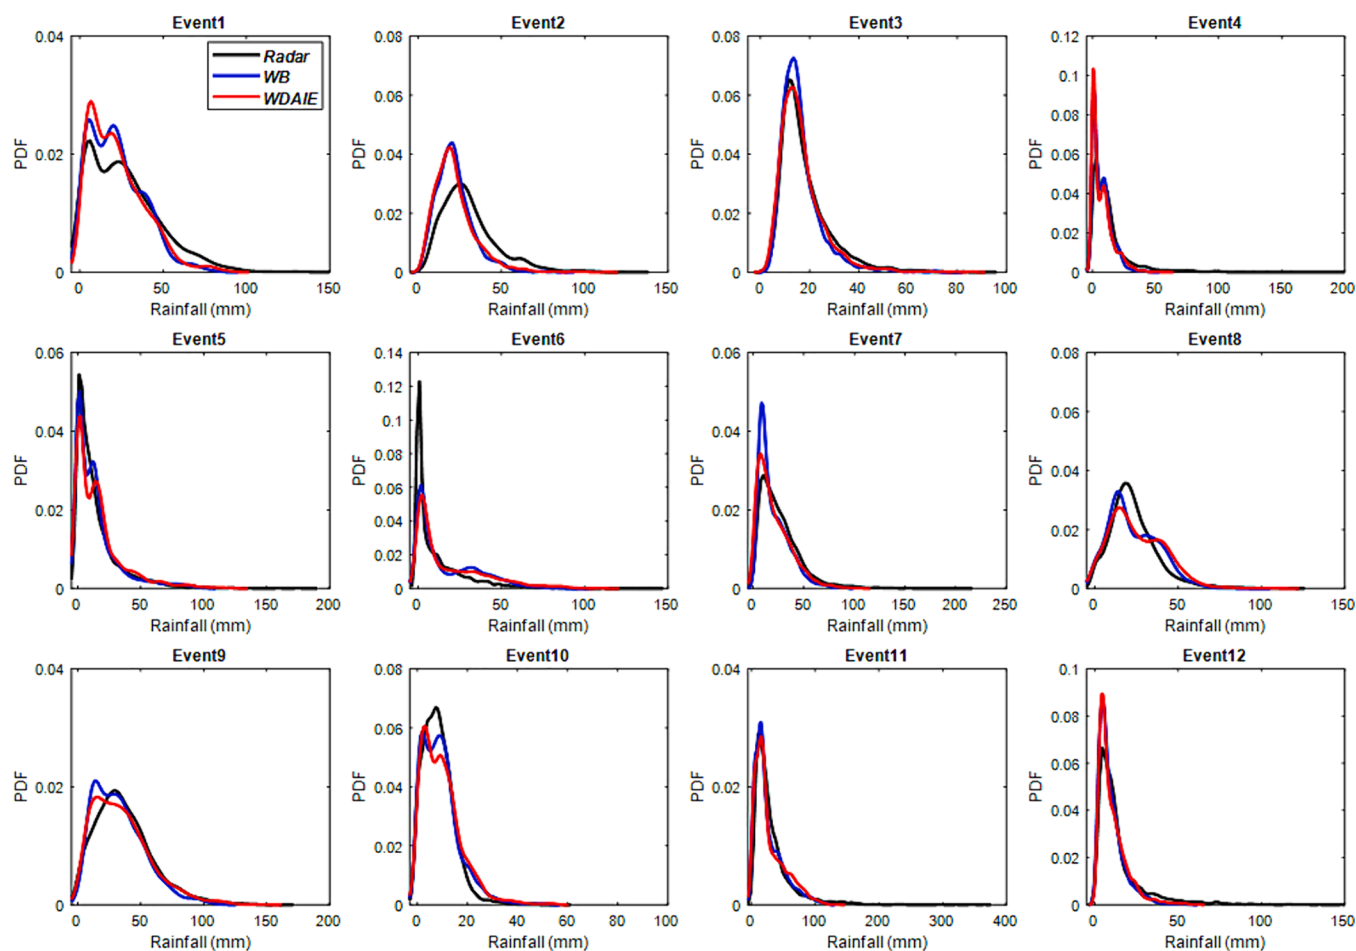 Event1
Event2
Event3
Event4
0.04
0.02
0
PDF
0 50 100 150
Rainfall (mm)
Radar
WB
WDAIE
0.08
0.06
0.04
0.02
0
PDF
0 50 100 150
Rainfall (mm)
0.08
0.06
0.04
0.02
0
PDF
0 20 40 60 80 100
Rainfall (mm)
0.12
0.1
0.08
0.06
0.04
0.02
0
PDF
0 50 100 150 200
Rainfall (mm)
Event5
Event6
Event7
Event8
0.06
0.04
0.02
0
PDF
0 50 100 150 200
Rainfall (mm)
0.14
0.12
0.1
0.08
0.06
0.04
0.02
0
PDF
0 50 100 150
Rainfall (mm)
0.06
0.04
0.02
0
PDF
0 50 100 150 200 250
Rainfall (mm)
0.08
0.06
0.04
0.02
0
PDF
0 50 100 150
Rainfall (mm)
Event9
Event10
Event11
Event12
0.04
0.02
0
PDF
0 50 100 150 200
Rainfall (mm)
0.08
0.06
0.04
0.02
0
PDF
0 20 40 60 80 100
Rainfall (mm)
0.04
0.02
0
PDF
0 100 200 300 400
Rainfall (mm)
0.1
0.08
0.06
0.04
0.02
0
PDF
0 50 100 150
Rainfall (mm)